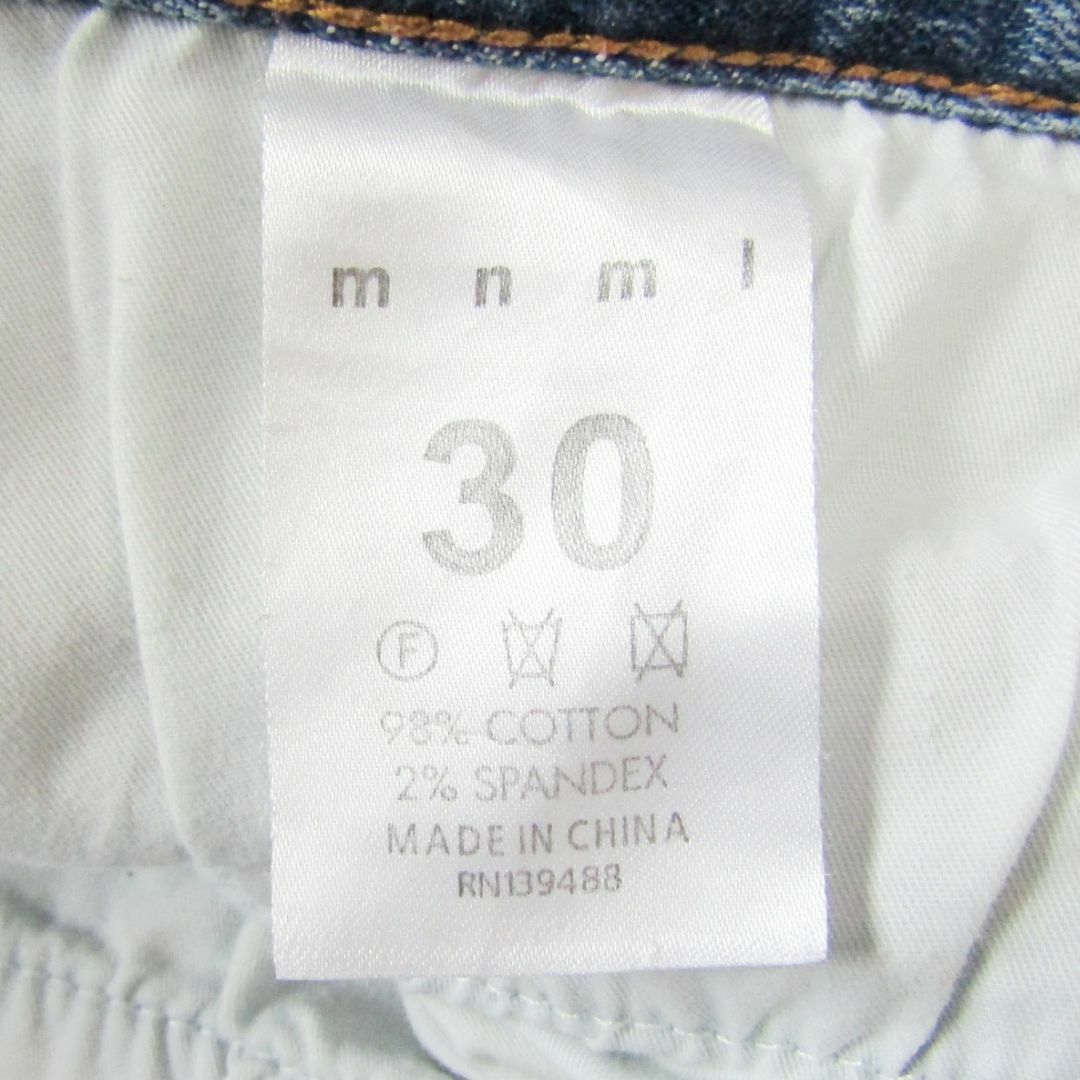 m n m l
30
F
98% COTTON
2% SPANDEX
MADE IN CHINA
RN139488